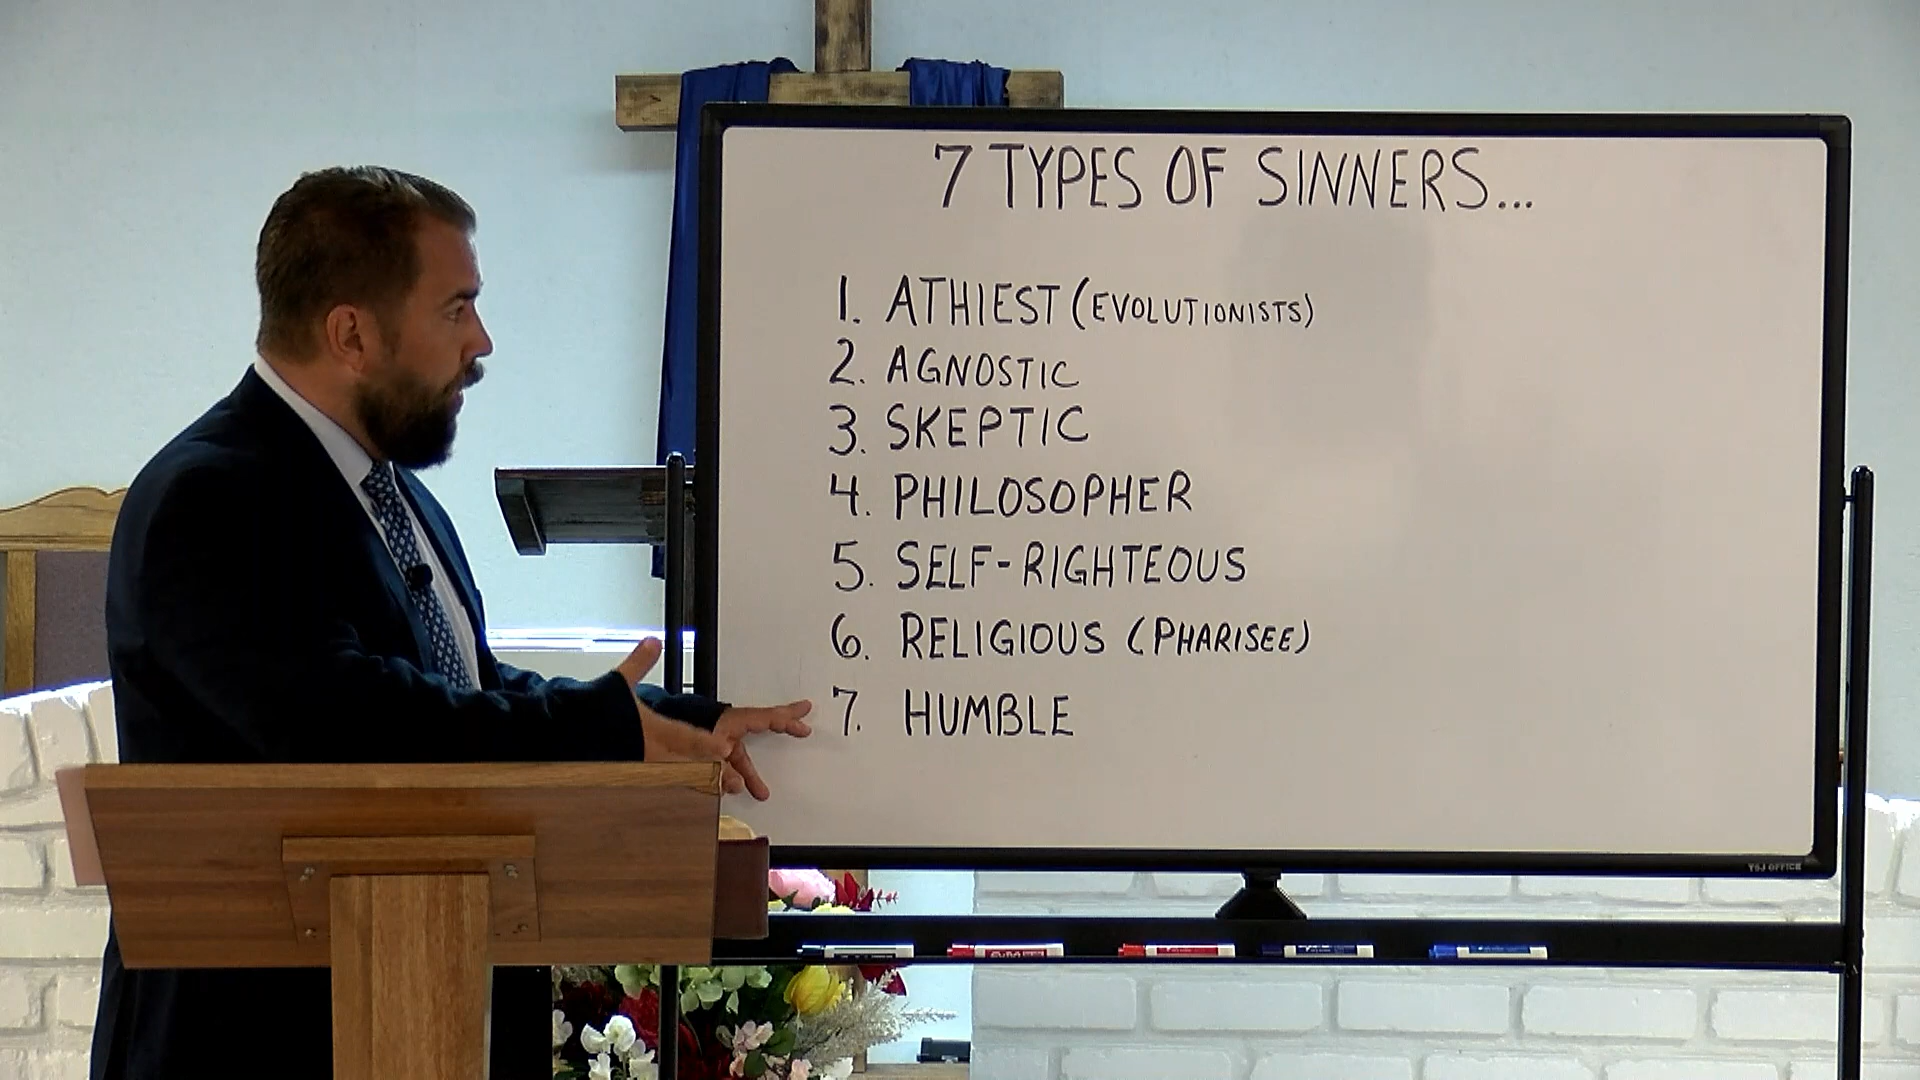 7 TYPES OF SINNERS...
1. ATHIEST (EVOLUTIONISTS)
2. AGNOSTIC
3. SKEPTIC
4. PHILOSOPHER
5. SELF-RIGHTEOUS
6. RELIGIOUS (PHARISEE)
7. HUMBLE